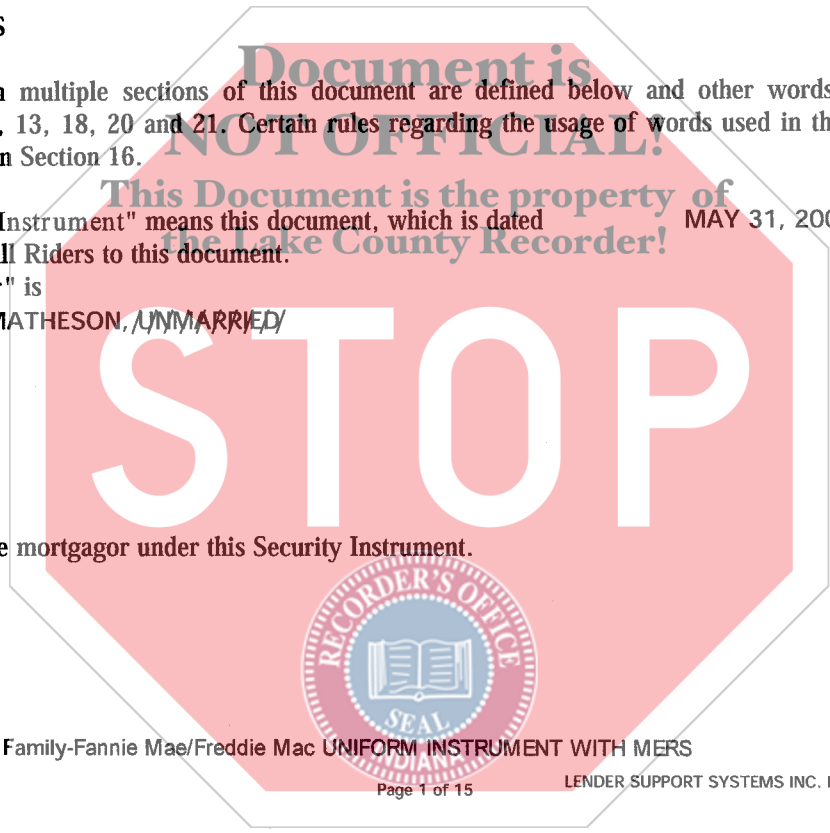 S
Document is
multiple sections of this document are defined below and other words
, 13, 18, 20 and 21. Certain rules regarding the usage of words used in th
NOT OFFICIAL!
n Section 16.
This Document is the property of
Instrument" means this document, which is dated MAY 31, 200
the Lake County Recorder!
ll Riders to this document.
" is
MATHESON, UNMARRIED
STOP
e mortgagor under this Security Instrument.
RECORDER'S OFFICE
SEAL
INDIANA
Family-Fannie Mae/Freddie Mac UNIFORM INSTRUMENT WITH MERS
Page 1 of 15
LENDER SUPPORT SYSTEMS INC.